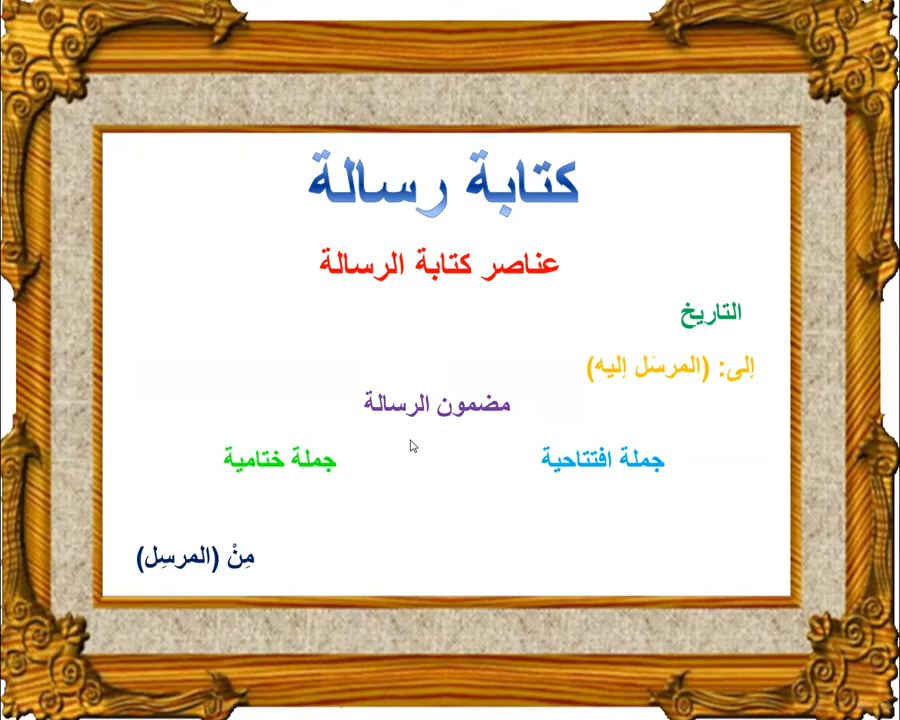 كتابة رسالة
عناصر كتابة الرسالة
التاريخ
إلى: (المرسَل إليه)
مضمون الرسالة
جملة افتتاحية جملة ختامية
مِنْ (المرسِل)